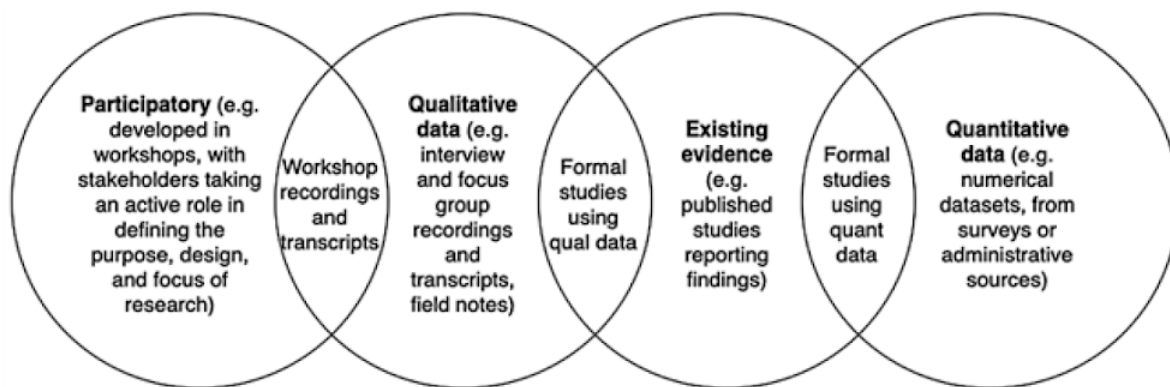 Participatory (e.g.
developed in
workshops, with
stakeholders taking
an active role in
defining the
purpose, design,
and focus of
research)
Workshop
recordings
and
transcripts
Qualitative
data (e.g.
interview
and focus
group
recordings
and
transcripts,
field notes)
Formal
studies
using
qual data
Existing
evidence
(e.g.
published
studies
reporting
findings)
Formal
studies
using
quant
data
Quantitative
data (e.g.
numerical
datasets, from
surveys or
administrative
sources)